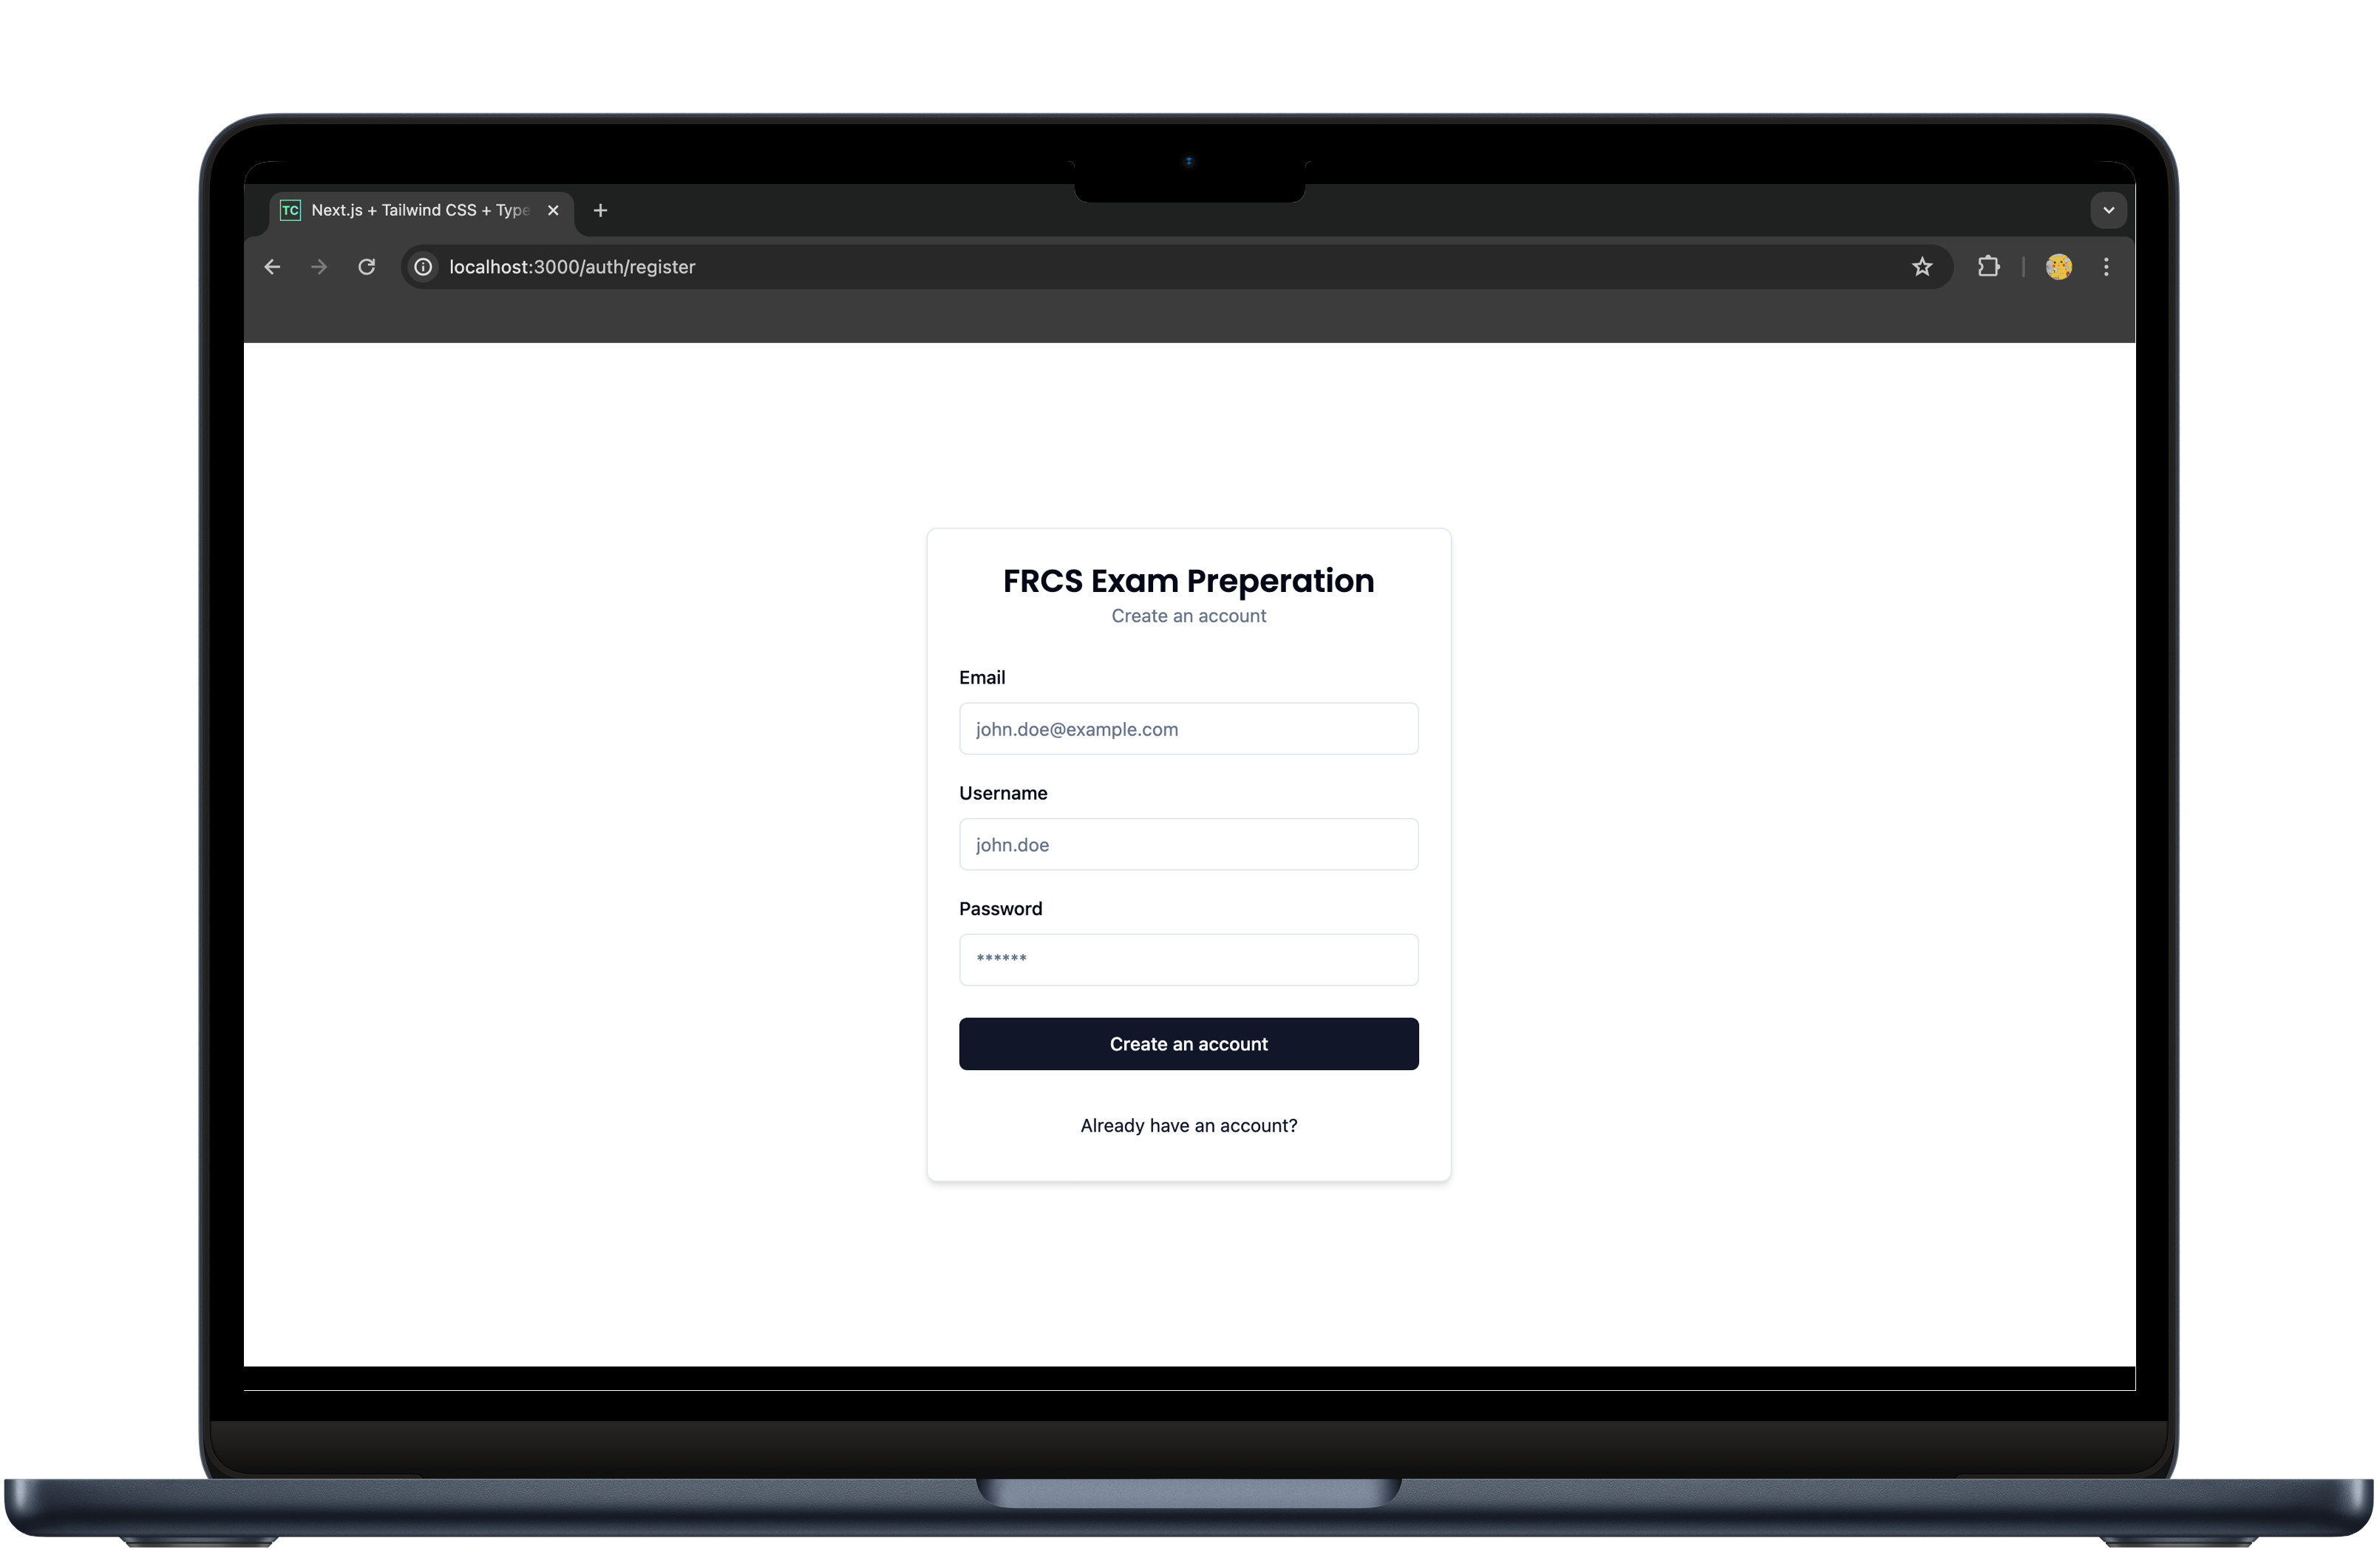 TC Next.js + Tailwind CSS + Type
localhost:3000/auth/register
FRCS Exam Preperation
Create an account
Email
john.doe@example.com
Username
john.doe
Password
******
Create an account
Already have an account?